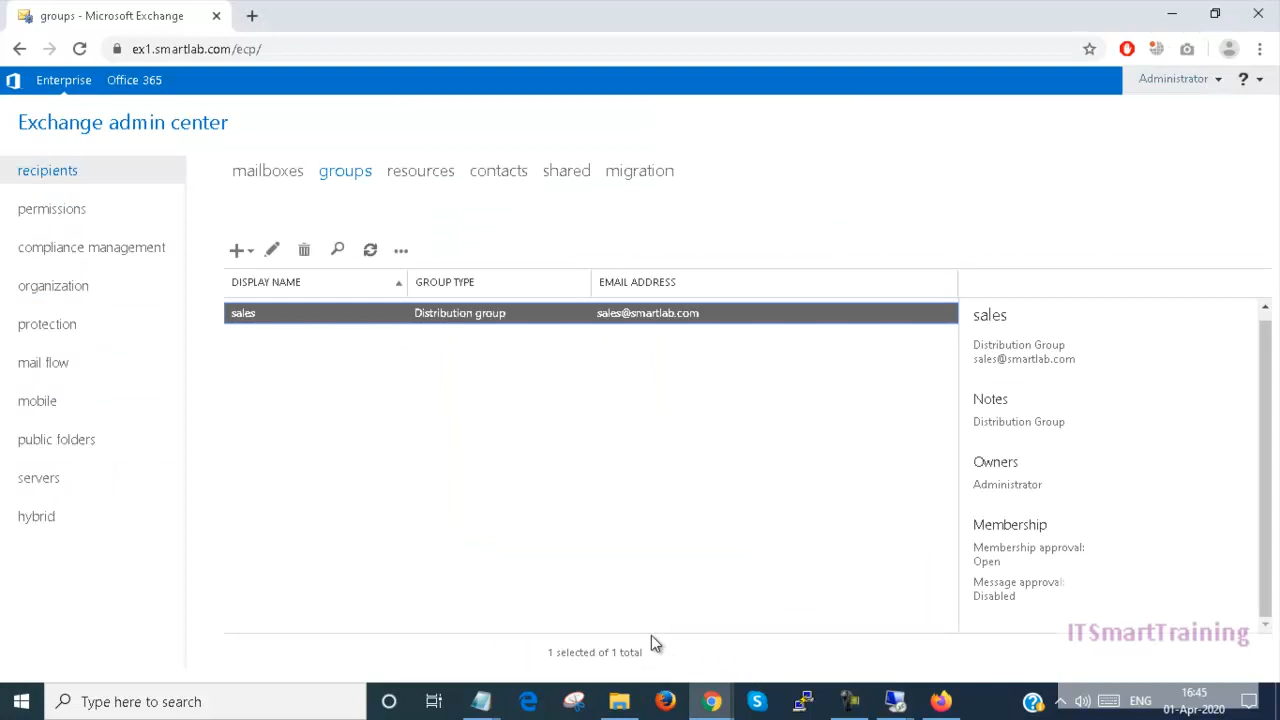 groups - Microsoft Exchange
ex1.smartlab.com/ecp/
Enterprise Office 365
Administrator ?
Exchange admin center
recipients
permissions
compliance management
organization
protection
mail flow
mobile
public folders
servers
hybrid
mailboxes groups resources contacts shared migration
DISPLAY NAME GROUP TYPE EMAIL ADDRESS
sales Distribution group sales@smartlab.com
sales
Distribution Group
sales@smartlab.com
Notes
Distribution Group
Owners
Administrator
Membership
Membership approval:
Open
Message approval:
Disabled
1 selected of 1 total
ITSmartTraining
Type here to search
ENG
16:45
01-Apr-2020